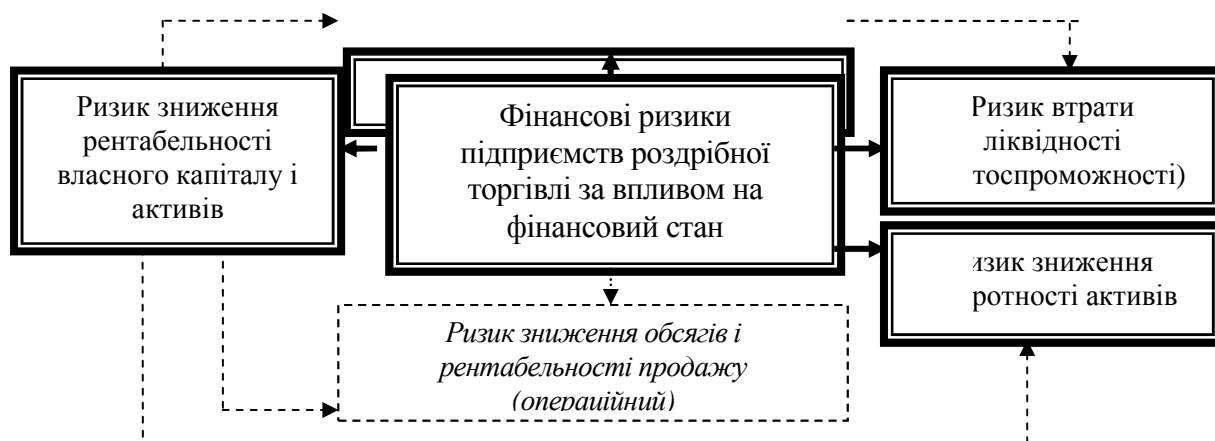 Ризик зниження
рентабельності
власного капіталу і
активів
Фінансові ризики
підприємств роздрібної
торгівлі за впливом на
фінансовий стан
Ризик втрати
ліквідності
тоспроможності)
изик зниження
ротності активів
Ризик зниження обсягів і
рентабельності продажу
(операційний)